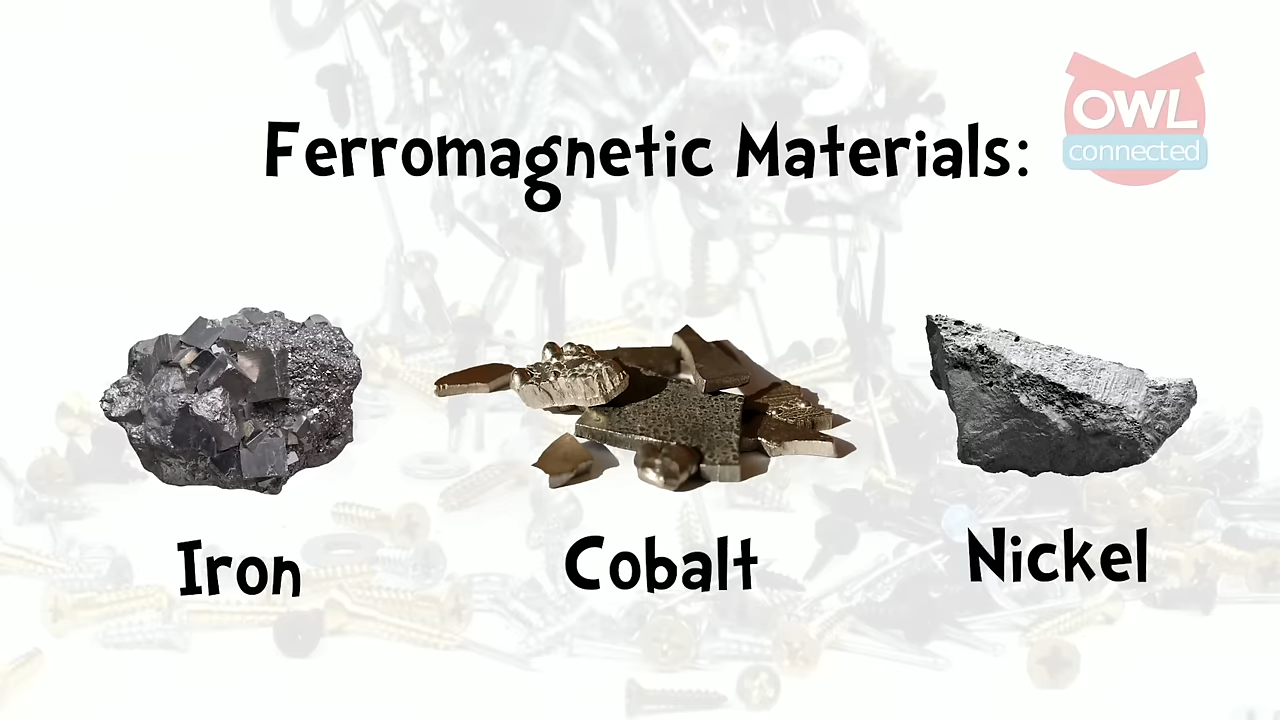 OWL
connected
Ferromagnetic Materials:
Iron
Cobalt
Nickel